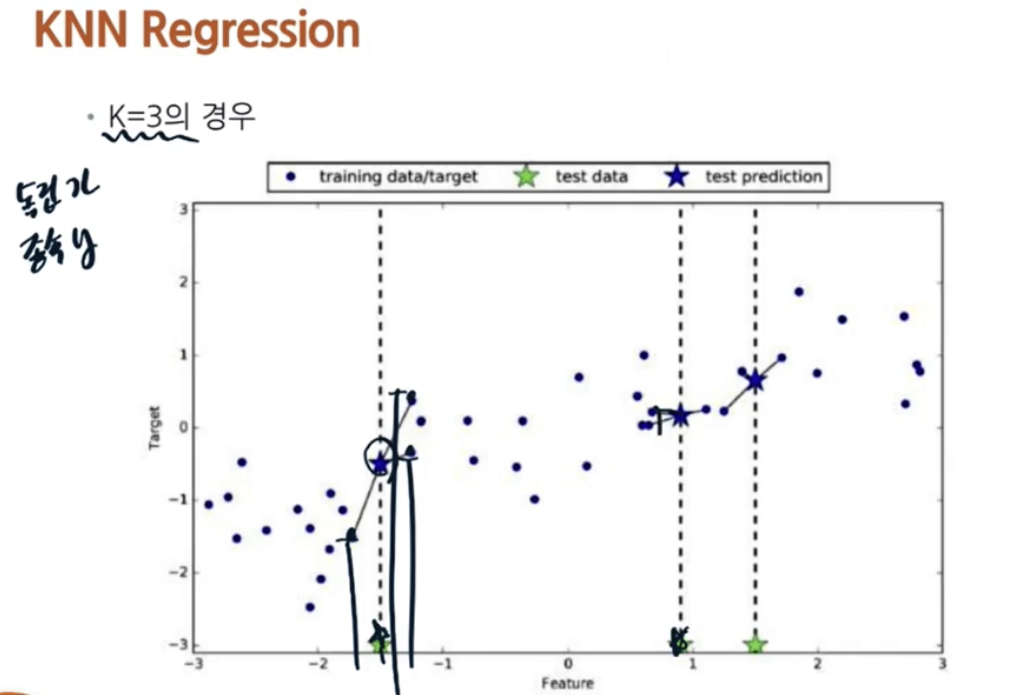 KNN Regression
• K=3의 경우
독립 x
종속 y
training data/target test data test prediction
3
2
1
0
−1
−2
−3
Target
−3 −2 −1 0 1 2 3
Feature